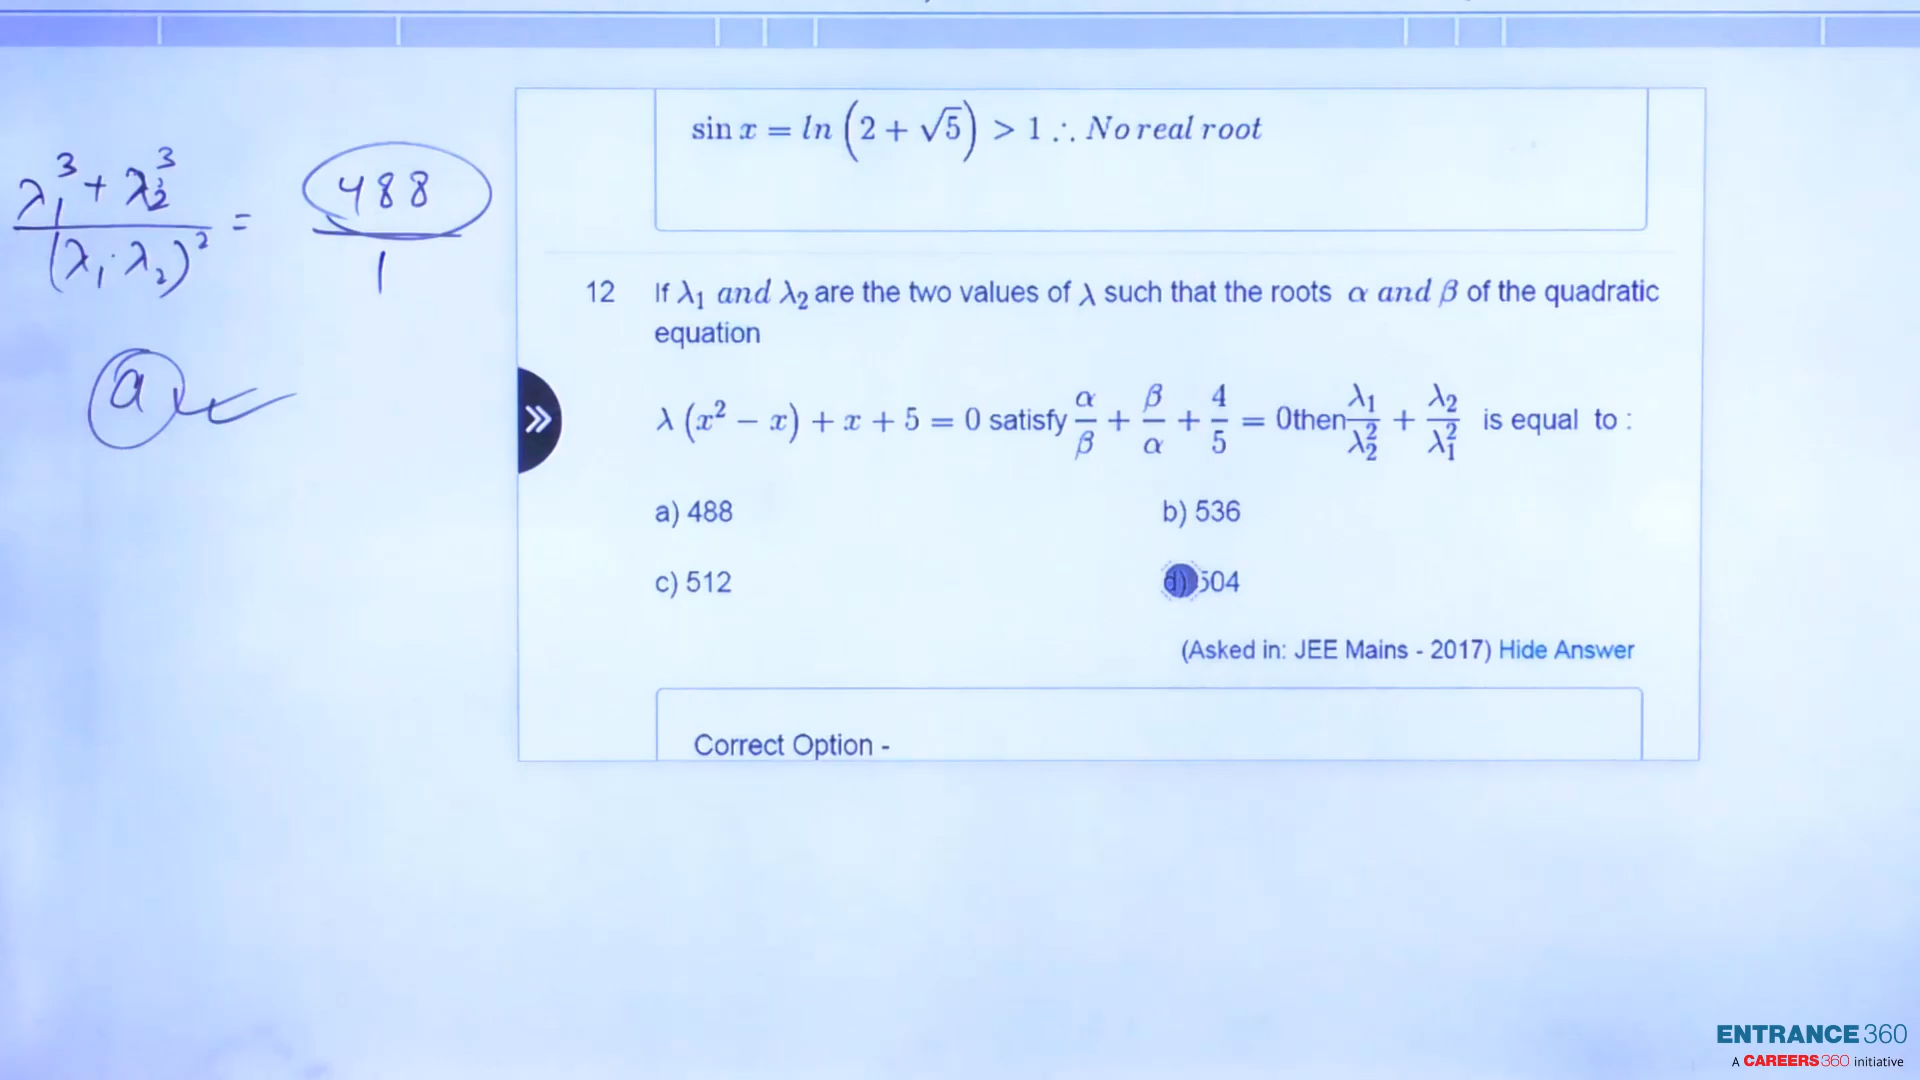 sin x = ln (2 + √5) > 1 ∴ No real root
λ₁³ + λ₂³ / (λ₁·λ₂)² = 488 / 1
a
12 If λ₁ and λ₂ are the two values of λ such that the roots α and β of the quadratic
equation
λ (x² − x) + x + 5 = 0 satisfy α/β + β/α + 4/5 = 0then λ₁/λ₂² + λ₂/λ₁² is equal to :
a) 488 b) 536
c) 512 d) 504
(Asked in: JEE Mains - 2017) Hide Answer
Correct Option -
ENTRANCE360
A CAREERS360 initiative